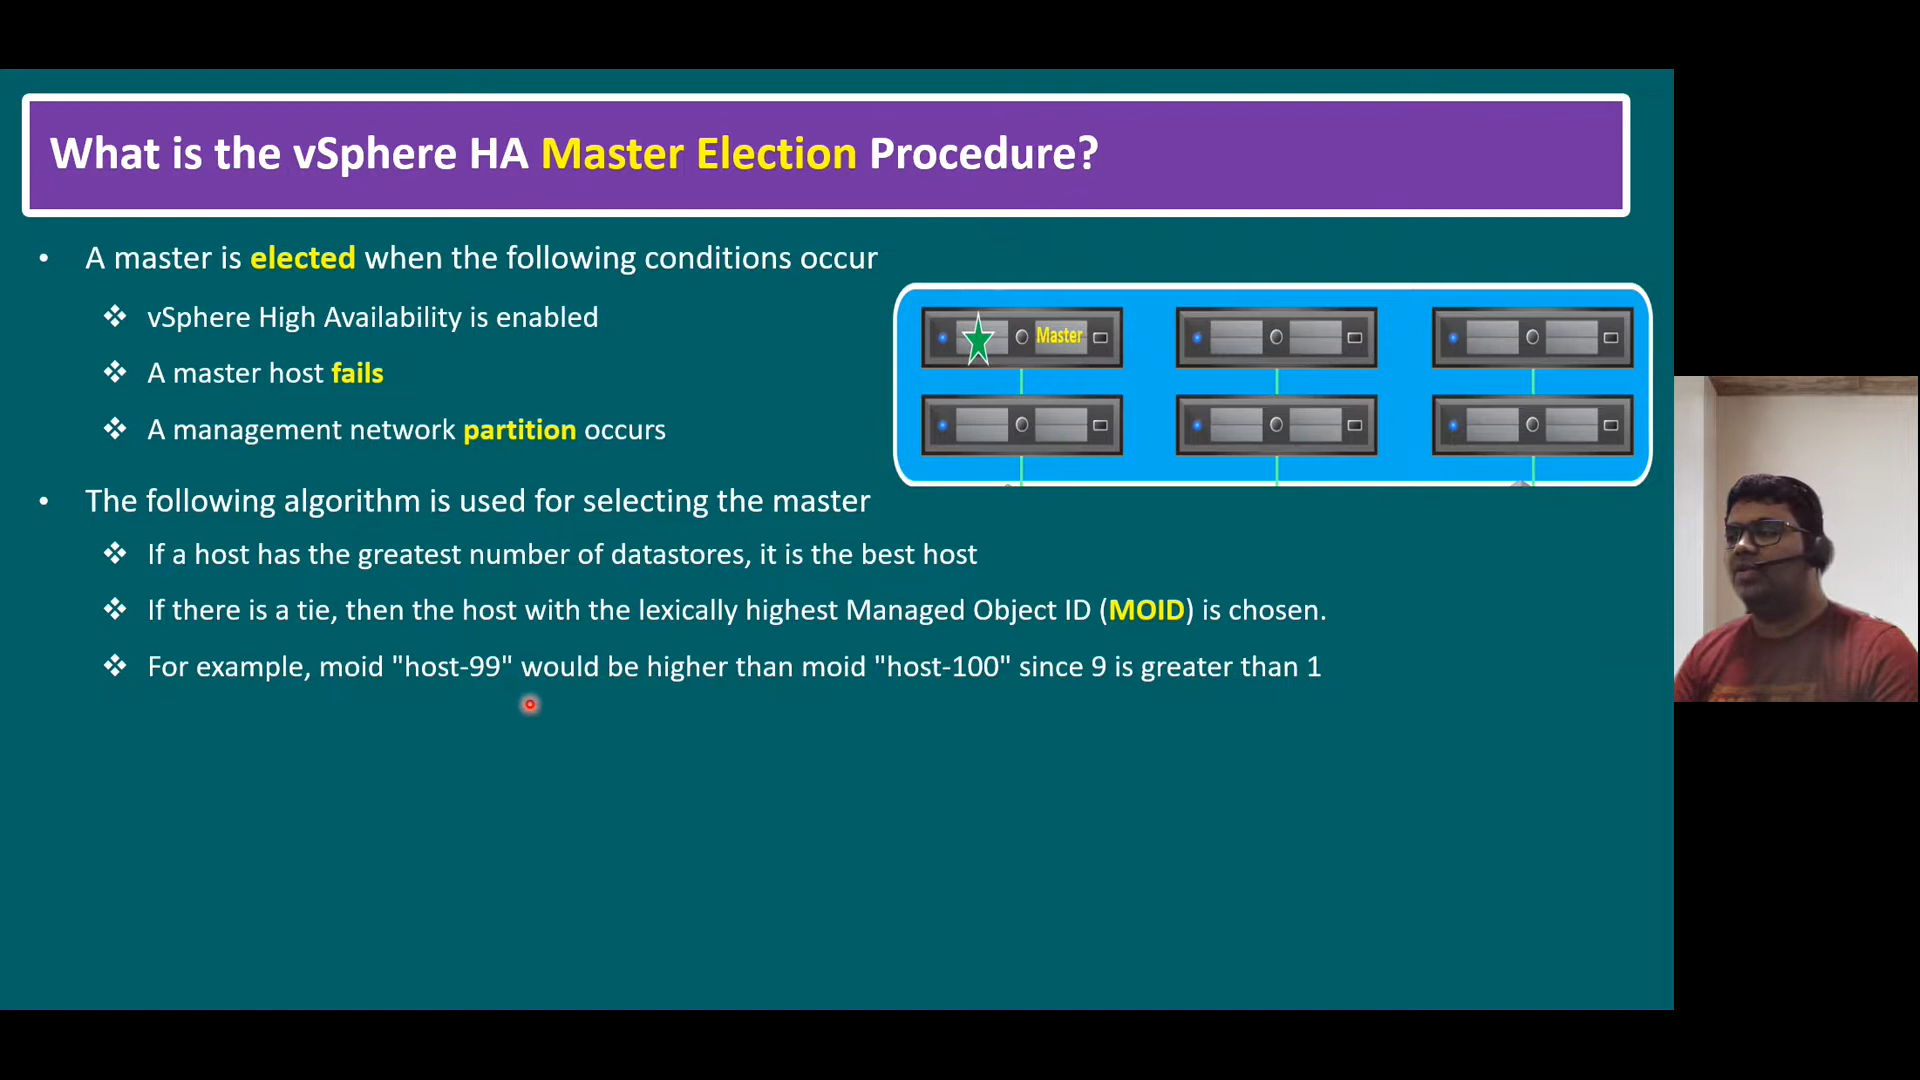 What is the vSphere HA Master Election Procedure?
• A master is elected when the following conditions occur
❖ vSphere High Availability is enabled
❖ A master host fails
❖ A management network partition occurs
Master
• The following algorithm is used for selecting the master
❖ If a host has the greatest number of datastores, it is the best host
❖ If there is a tie, then the host with the lexically highest Managed Object ID (MOID) is chosen.
❖ For example, moid "host-99" would be higher than moid "host-100" since 9 is greater than 1